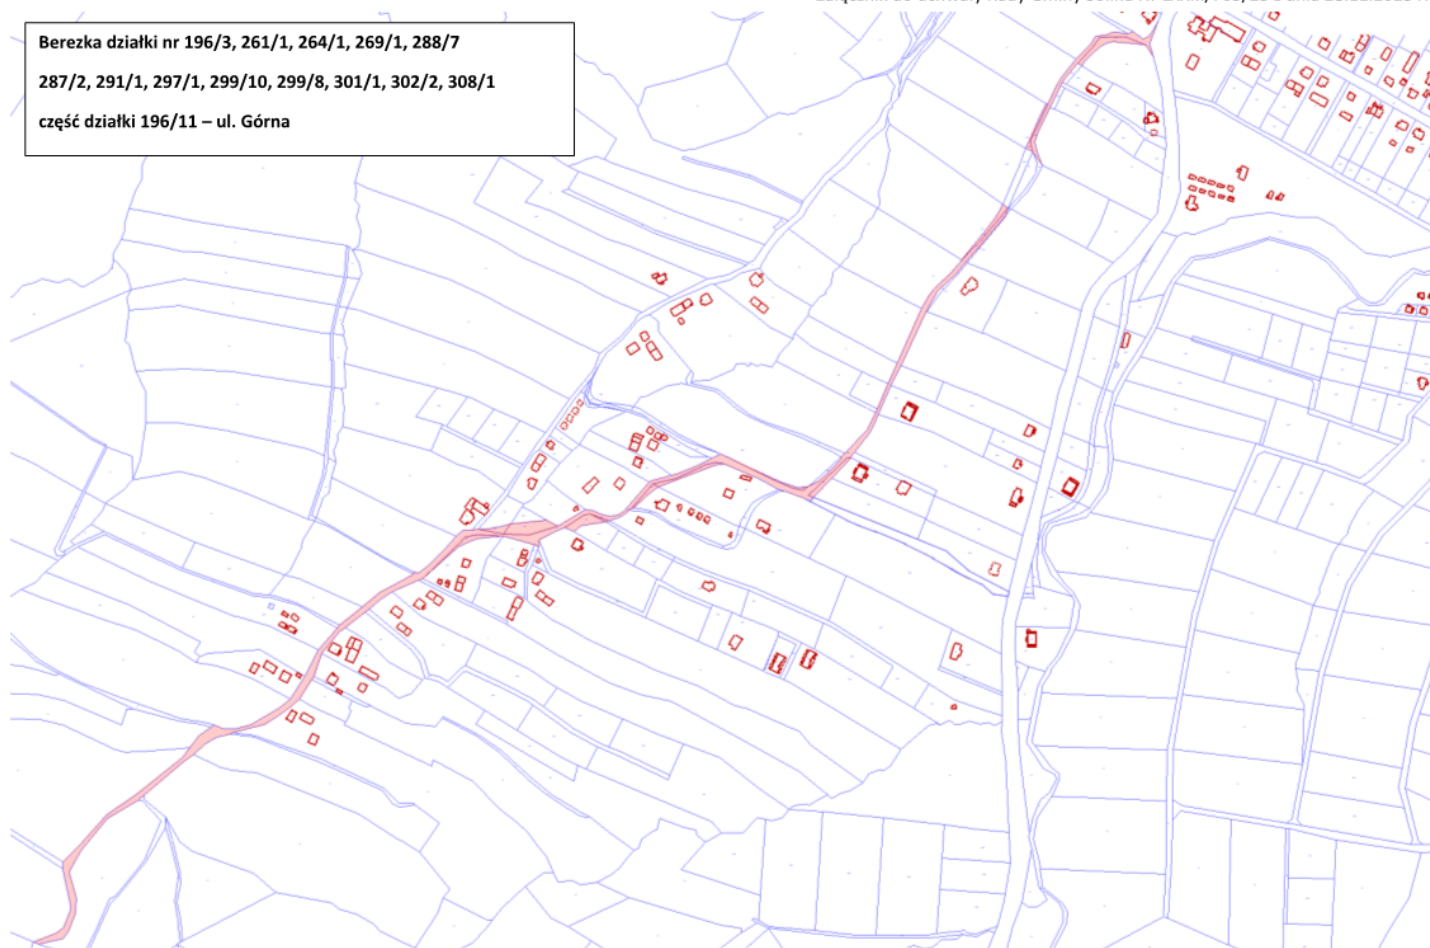 Berezka działki nr 196/3, 261/1, 264/1, 269/1, 288/7
287/2, 291/1, 297/1, 299/10, 299/8, 301/1, 302/2, 308/1
część działki 196/11 – ul. Górna